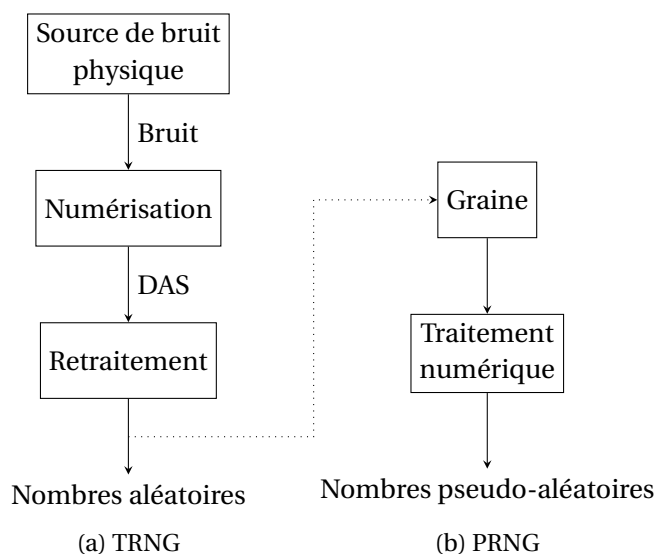 Source de bruit
physique
Bruit
Numérisation
DAS
Retraitement
Nombres aléatoires
(a) TRNG
Graine
Traitement
numérique
Nombres pseudo-aléatoires
(b) PRNG